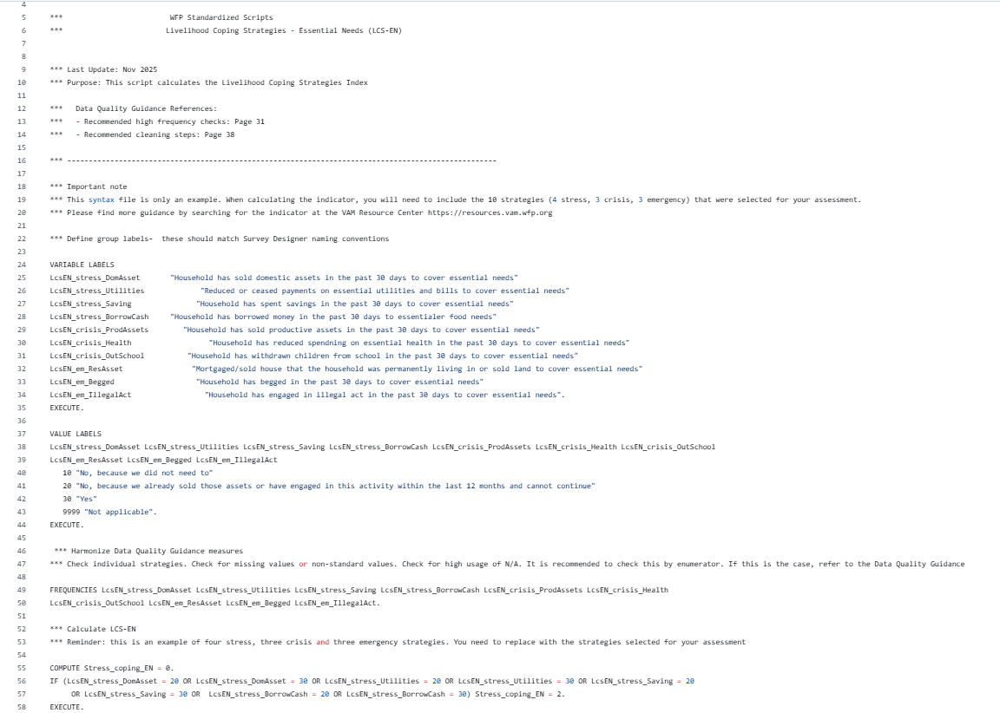 4
5 *** WFP Standardized Scripts
6 *** Livelihood Coping Strategies - Essential Needs (LCS-EN)
7
8
9 *** Last Update: Nov 2025
10 *** Purpose: This script calculates the Livelihood Coping Strategies Index
11
12 *** Data Quality Guidance References:
13 *** - Recommended high frequency checks: Page 31
14 *** - Recommended cleaning steps: Page 38
15
16 *** -----------------------------------------------------------------------------------------------------
17
18 *** Important note
19 *** This syntax file is only an example. When calculating the indicator, you will need to include the 10 strategies (4 stress, 3 crisis, 3 emergency) that were selected for your assessment.
20 *** Please find more guidance by searching for the indicator at the VAM Resource Center https://resources.vam.wfp.org
21
22 *** Define group labels-  these should match Survey Designer naming conventions
23
24 VARIABLE LABELS
25 LcsEN_stress_DomAsset "Household has sold domestic assets in the past 30 days to cover essential needs"
26 LcsEN_stress_Utilities "Reduced or ceased payments on essential utilities and bills to cover essential needs"
27 LcsEN_stress_Saving "Household has spent savings in the past 30 days to cover essential needs"
28 LcsEN_stress_BorrowCash "Household has borrowed money in the past 30 days to essentialer food needs"
29 LcsEN_crisis_ProdAssets "Household has sold productive assets in the past 30 days to cover essential needs"
30 LcsEN_crisis_Health "Household has reduced spendning on essential health in the past 30 days to cover essential needs"
31 LcsEN_crisis_OutSchool "Household has withdrawn children from school in the past 30 days to cover essential needs"
32 LcsEN_em_ResAsset "Mortgaged/sold house that the household was permanently living in or sold land to cover essential needs"
33 LcsEN_em_Begged "Household has begged in the past 30 days to cover essential needs"
34 LcsEN_em_IllegalAct "Household has engaged in illegal act in the past 30 days to cover essential needs".
35 EXECUTE.
36
37 VALUE LABELS
38 LcsEN_stress_DomAsset LcsEN_stress_Utilities LcsEN_stress_Saving LcsEN_stress_BorrowCash LcsEN_crisis_ProdAssets LcsEN_crisis_Health LcsEN_crisis_OutSchool
39 LcsEN_em_ResAsset LcsEN_em_Begged LcsEN_em_IllegalAct
40 10 "No, because we did not need to"
41 20 "No, because we already sold those assets or have engaged in this activity within the last 12 months and cannot continue"
42 30 "Yes"
43 9999 "Not applicable".
44 EXECUTE.
45
46 *** Harmonize Data Quality Guidance measures
47 *** Check individual strategies. Check for missing values or non-standard values. Check for high usage of N/A. It is recommended to check this by enumerator. If this is the case, refer to the Data Quality Guidance
48
49 FREQUENCIES LcsEN_stress_DomAsset LcsEN_stress_Utilities LcsEN_stress_Saving LcsEN_stress_BorrowCash LcsEN_crisis_ProdAssets LcsEN_crisis_Health
50 LcsEN_crisis_OutSchool LcsEN_em_ResAsset LcsEN_em_Begged LcsEN_em_IllegalAct.
51
52 *** Calculate LCS-EN
53 *** Reminder: this is an example of four stress, three crisis and three emergency strategies. You need to replace with the strategies selected for your assessment
54
55 COMPUTE Stress_coping_EN = 0.
56 IF (LcsEN_stress_DomAsset = 20 OR LcsEN_stress_DomAsset = 30 OR LcsEN_stress_Utilities = 20 OR LcsEN_stress_Utilities = 30 OR LcsEN_stress_Saving = 20
57 OR LcsEN_stress_Saving = 30 OR LcsEN_stress_BorrowCash = 20 OR LcsEN_stress_BorrowCash = 30) Stress_coping_EN = 2.
58 EXECUTE.